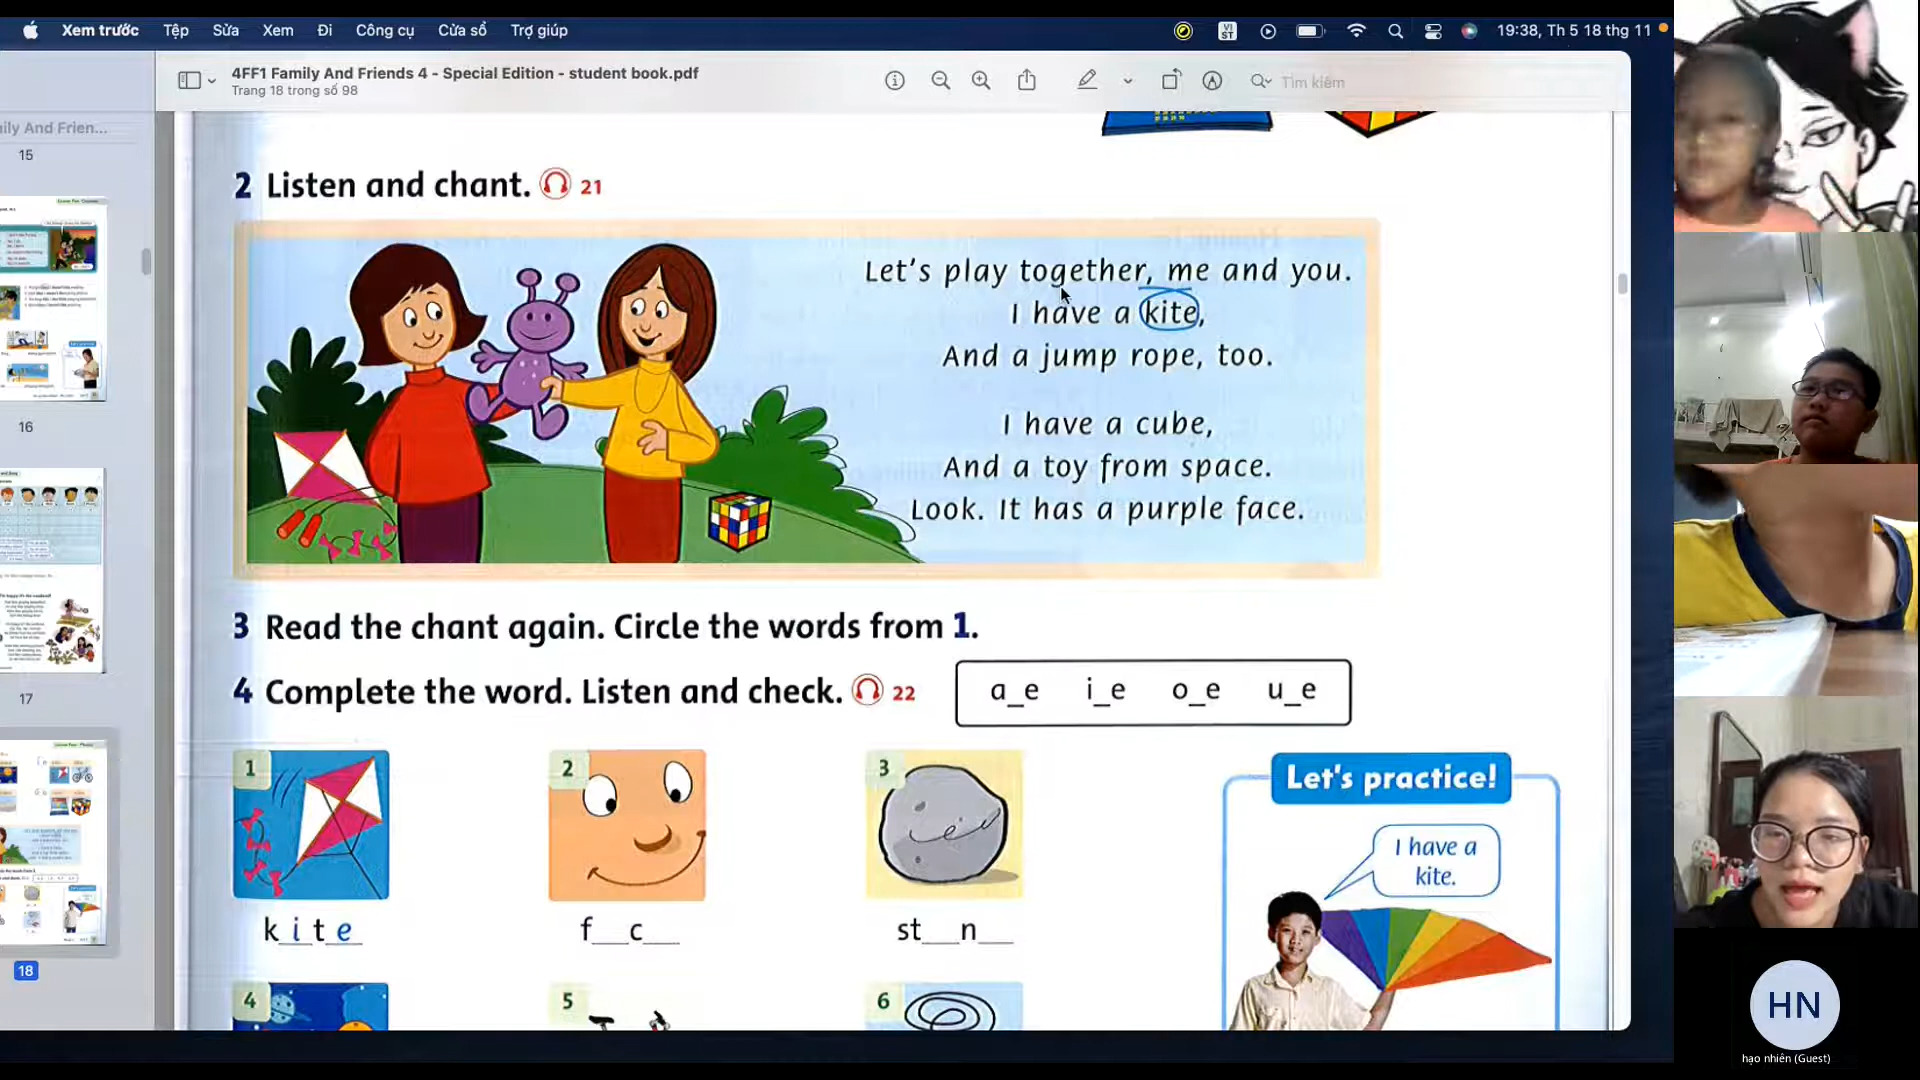 Xem trước Tệp Sửa Xem Đi Công cụ Cửa sổ Trợ giúp
VI
ST
19:38, Th 5 18 thg 11
4FF1 Family And Friends 4 - Special Edition - student book.pdf
Trang 18 trong số 98
Tìm kiếm
ily And Frien...
15
16
17
18
2 Listen and chant. 21
Let's play together, me and you.
I have a kite,
And a jump rope, too.
I have a cube,
And a toy from space.
Look. It has a purple face.
3 Read the chant again. Circle the words from 1.
4 Complete the word. Listen and check. 22
a_e i_e o_e u_e
1
2
3
k i t e
f__c__
st__n__
4
5
6
Let's practice!
I have a
kite.
HN
hạo nhiên (Guest)